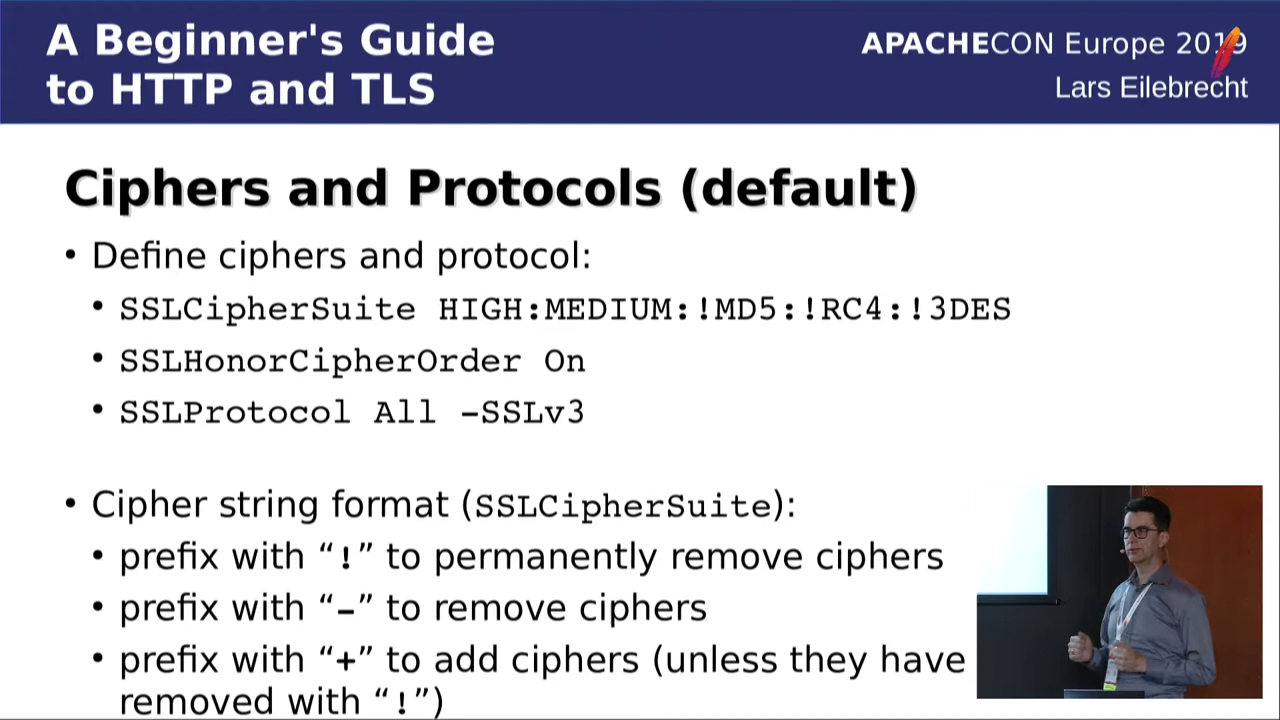 A Beginner's Guide
to HTTP and TLS
APACHECON Europe 2019
Lars Eilebrecht
Ciphers and Protocols (default)
• Define ciphers and protocol:
• SSLCipherSuite HIGH:MEDIUM:!MD5:!RC4:!3DES
• SSLHonorCipherOrder On
• SSLProtocol All -SSLv3
• Cipher string format (SSLCipherSuite):
• prefix with “!” to permanently remove ciphers
• prefix with “-” to remove ciphers
• prefix with “+” to add ciphers (unless they have
removed with “!”)